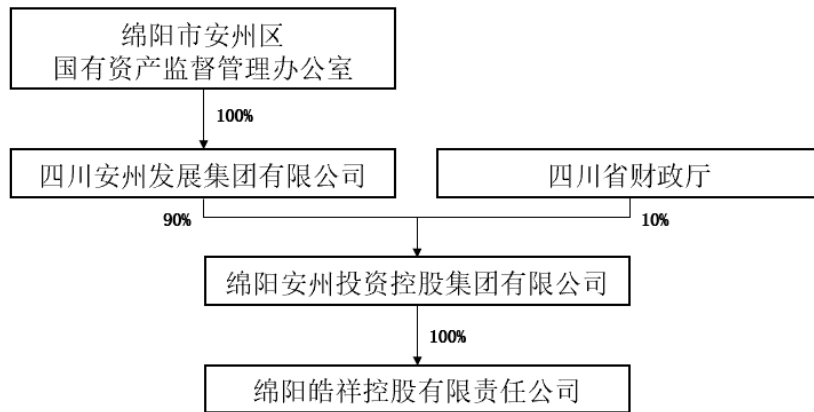 绵阳市安州区
国有资产监督管理办公室
100%
四川安州发展集团有限公司
四川省财政厅
90%
10%
绵阳安州投资控股集团有限公司
100%
绵阳皓祥控股有限责任公司